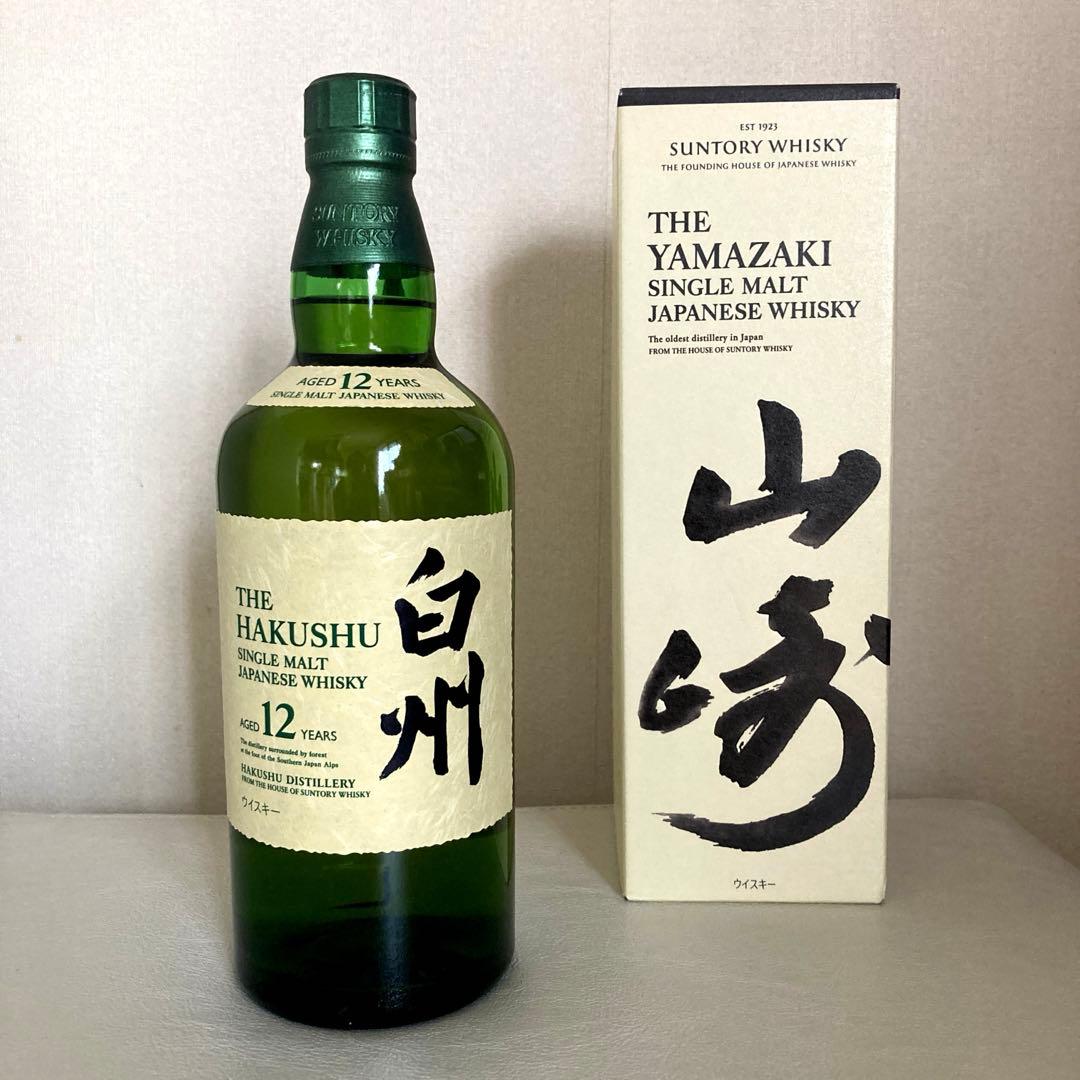 SUNTORY
WHISKY
AGED 12 YEARS
SINGLE MALT JAPANESE WHISKY
THE
HAKUSHU
SINGLE MALT
JAPANESE WHISKY
AGED 12 YEARS
The distillery surrounded by forest
at the foot of the Southern Japan Alps
HAKUSHU DISTILLERY
FROM THE HOUSE OF SUNTORY WHISKY
ウイスキー
白州
EST 1923
SUNTORY WHISKY
THE FOUNDING HOUSE OF JAPANESE WHISKY
THE
YAMAZAKI
SINGLE MALT
JAPANESE WHISKY
The oldest distillery in Japan
FROM THE HOUSE OF SUNTORY WHISKY
山崎
ウイスキー